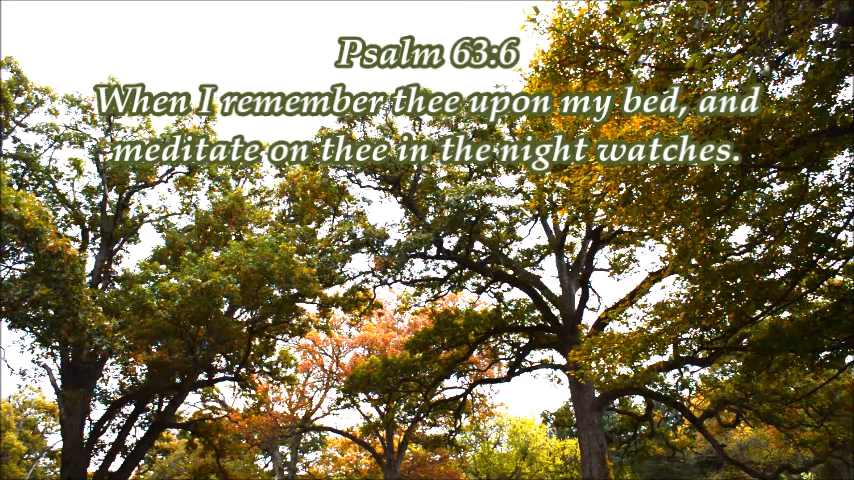 Psalm 63:6
When I remember thee upon my bed, and
meditate on thee in the night watches.